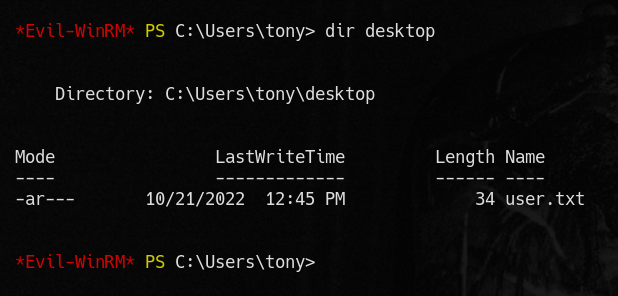 *Evil-WinRM* PS C:\Users\tony> dir desktop
Directory: C:\Users\tony\desktop
Mode                LastWriteTime         Length Name
----                -------------         ------ ----
-ar---       10/21/2022  12:45 PM             34 user.txt
*Evil-WinRM* PS C:\Users\tony>